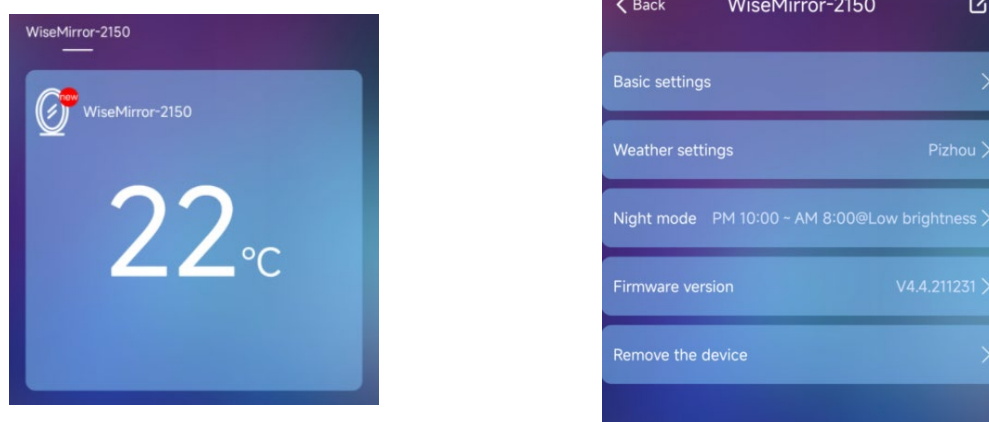 WiseMirror-2150
new
WiseMirror-2150
22°C
Back WiseMirror-2150
Basic settings
Weather settings Pizhou
Night mode PM 10:00 ~ AM 8:00@Low brightness
Firmware version V4.4.211231
Remove the device